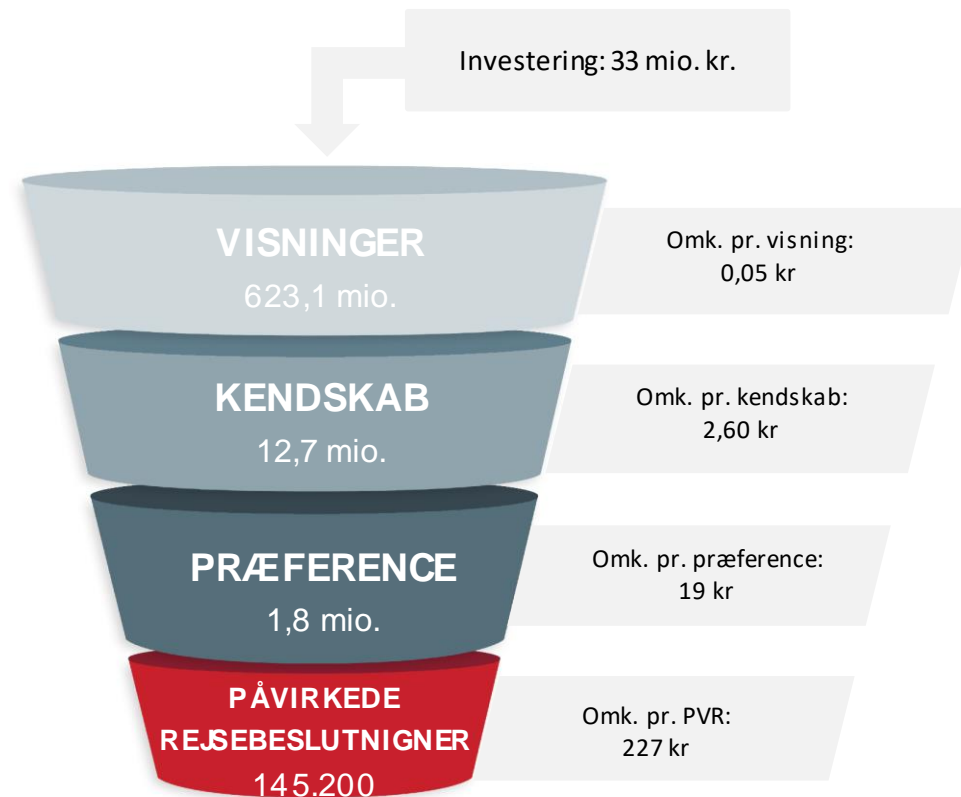 Investering: 33 mio. kr.
VISNINGER
623,1 mio.
Omk. pr. visning:
0,05 kr
KENDSKAB
12,7 mio.
Omk. pr. kendskab:
2,60 kr
PRÆFERENCE
1,8 mio.
Omk. pr. præference:
19 kr
PÅVIRKEDE
REJSEBESLUTNIGNER
145.200
Omk. pr. PVR:
227 kr